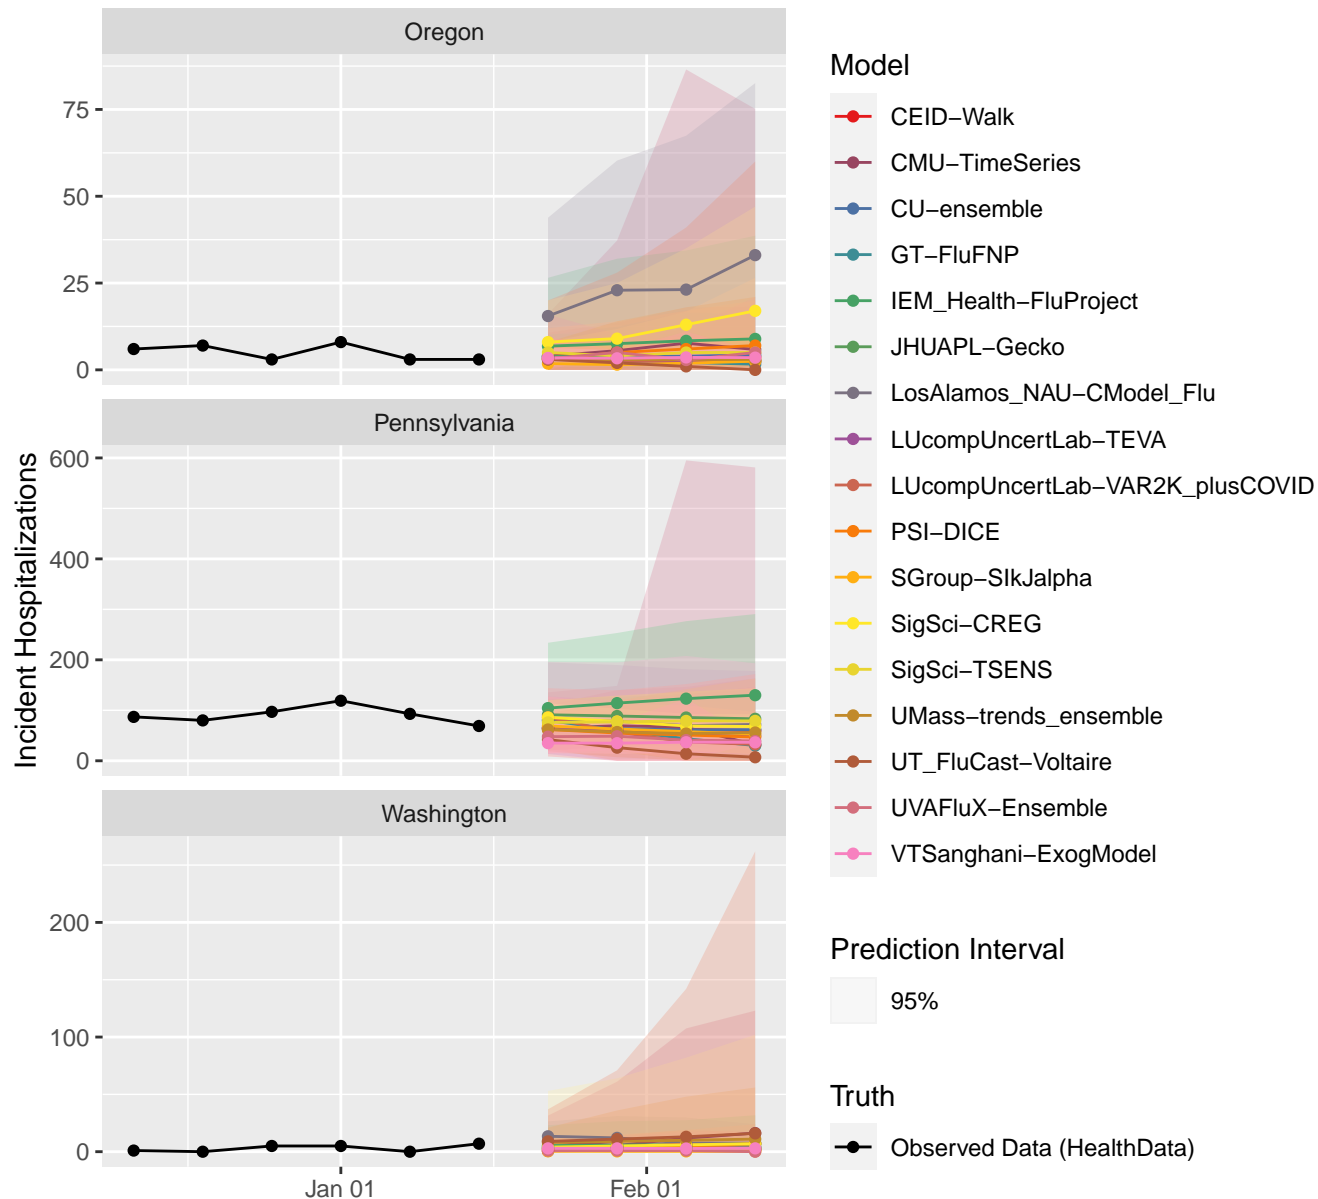 Oregon
75
50
25
0
Pennsylvania
600
400
200
0
Incident Hospitalizations
Washington
200
100
0
Jan 01
Feb 01
Model
CEID−Walk
CMU−TimeSeries
CU−ensemble
GT−FluFNP
IEM_Health−FluProject
JHUAPL−Gecko
LosAlamos_NAU−CModel_Flu
LUcompUncertLab−TEVA
LUcompUncertLab−VAR2K_plusCOVID
PSI−DICE
SGroup−SIkJalpha
SigSci−CREG
SigSci−TSENS
UMass−trends_ensemble
UT_FluCast−Voltaire
UVAFluX−Ensemble
VTSanghani−ExogModel
Prediction Interval
95%
Truth
Observed Data (HealthData)